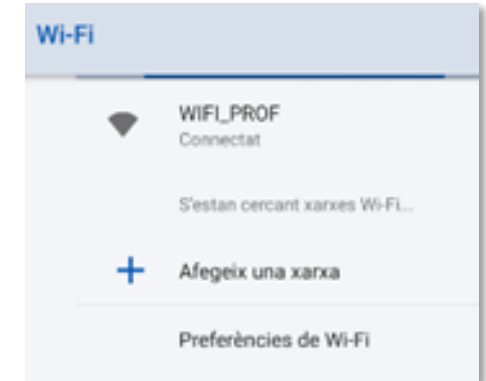 Wi-Fi
WIFI_PROF
Connectat
S'estan cercant xarxes Wi-Fi...
Afegeix una xarxa
Preferències de Wi-Fi